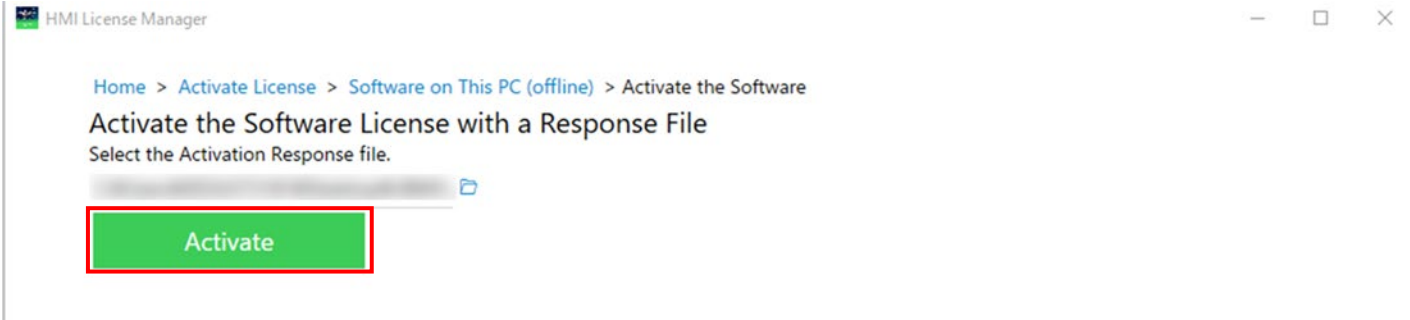 HMI License Manager
Home > Activate License > Software on This PC (offline) > Activate the Software
Activate the Software License with a Response File
Select the Activation Response file.
Activate